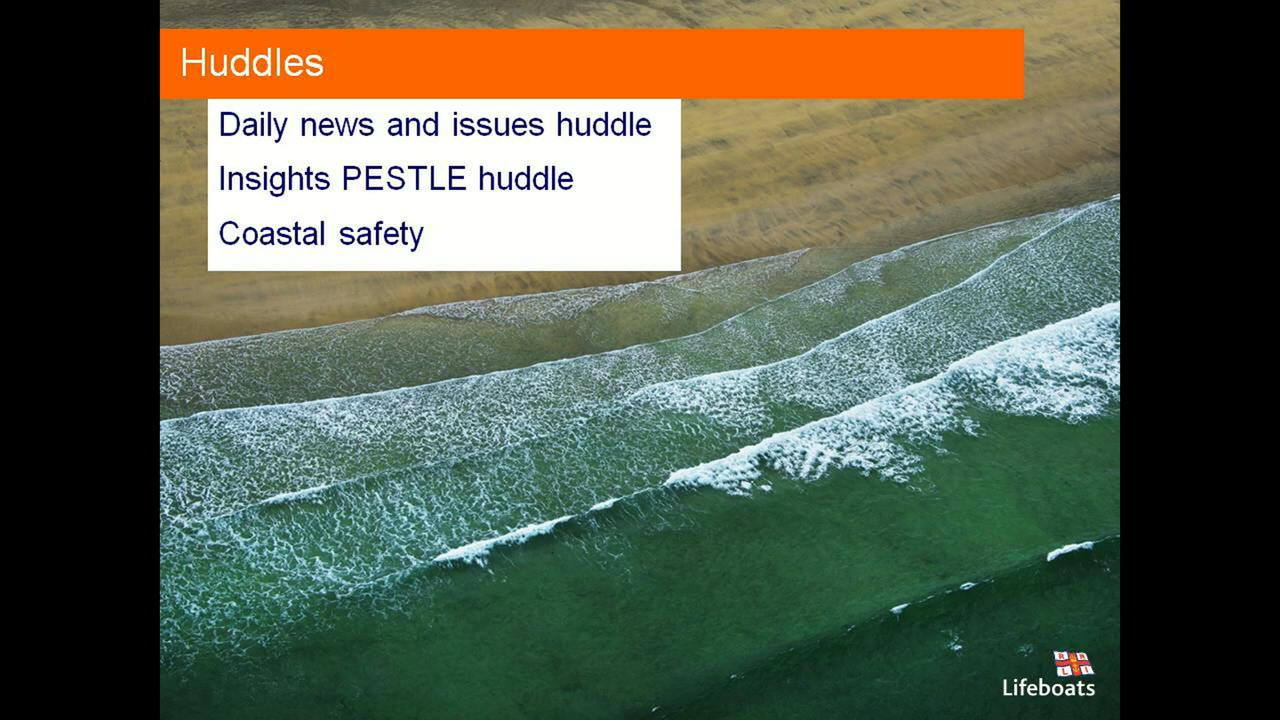 Huddles
Daily news and issues huddle
Insights PESTLE huddle
Coastal safety
R N
L I
Lifeboats